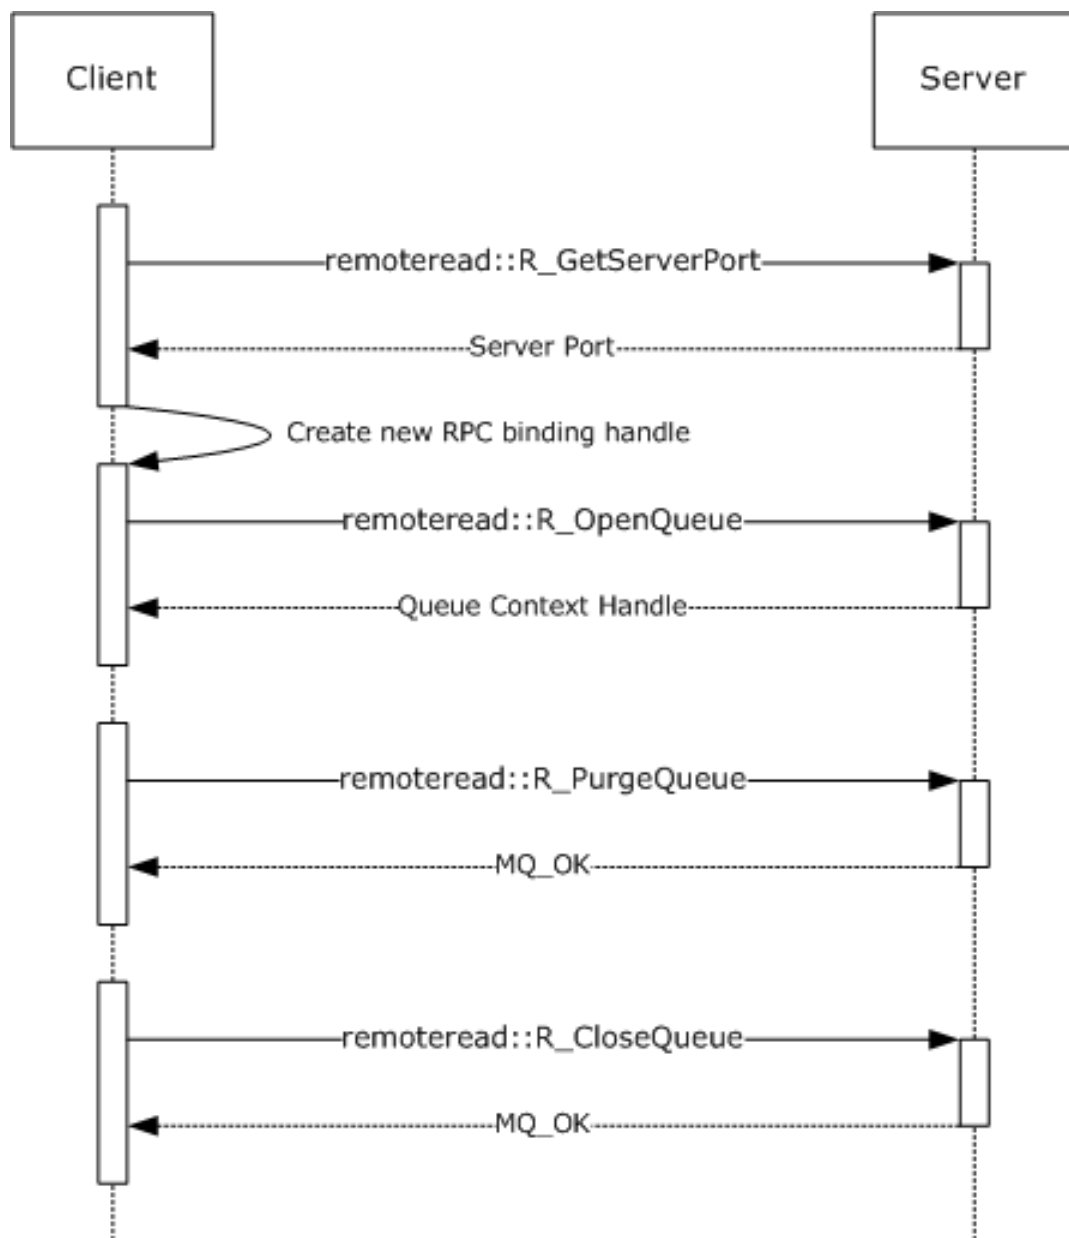 Client
Server
remoteread::R_GetServerPort
Server Port
Create new RPC binding handle
remoteread::R_OpenQueue
Queue Context Handle
remoteread::R_PurgeQueue
MQ_OK
remoteread::R_CloseQueue
MQ_OK